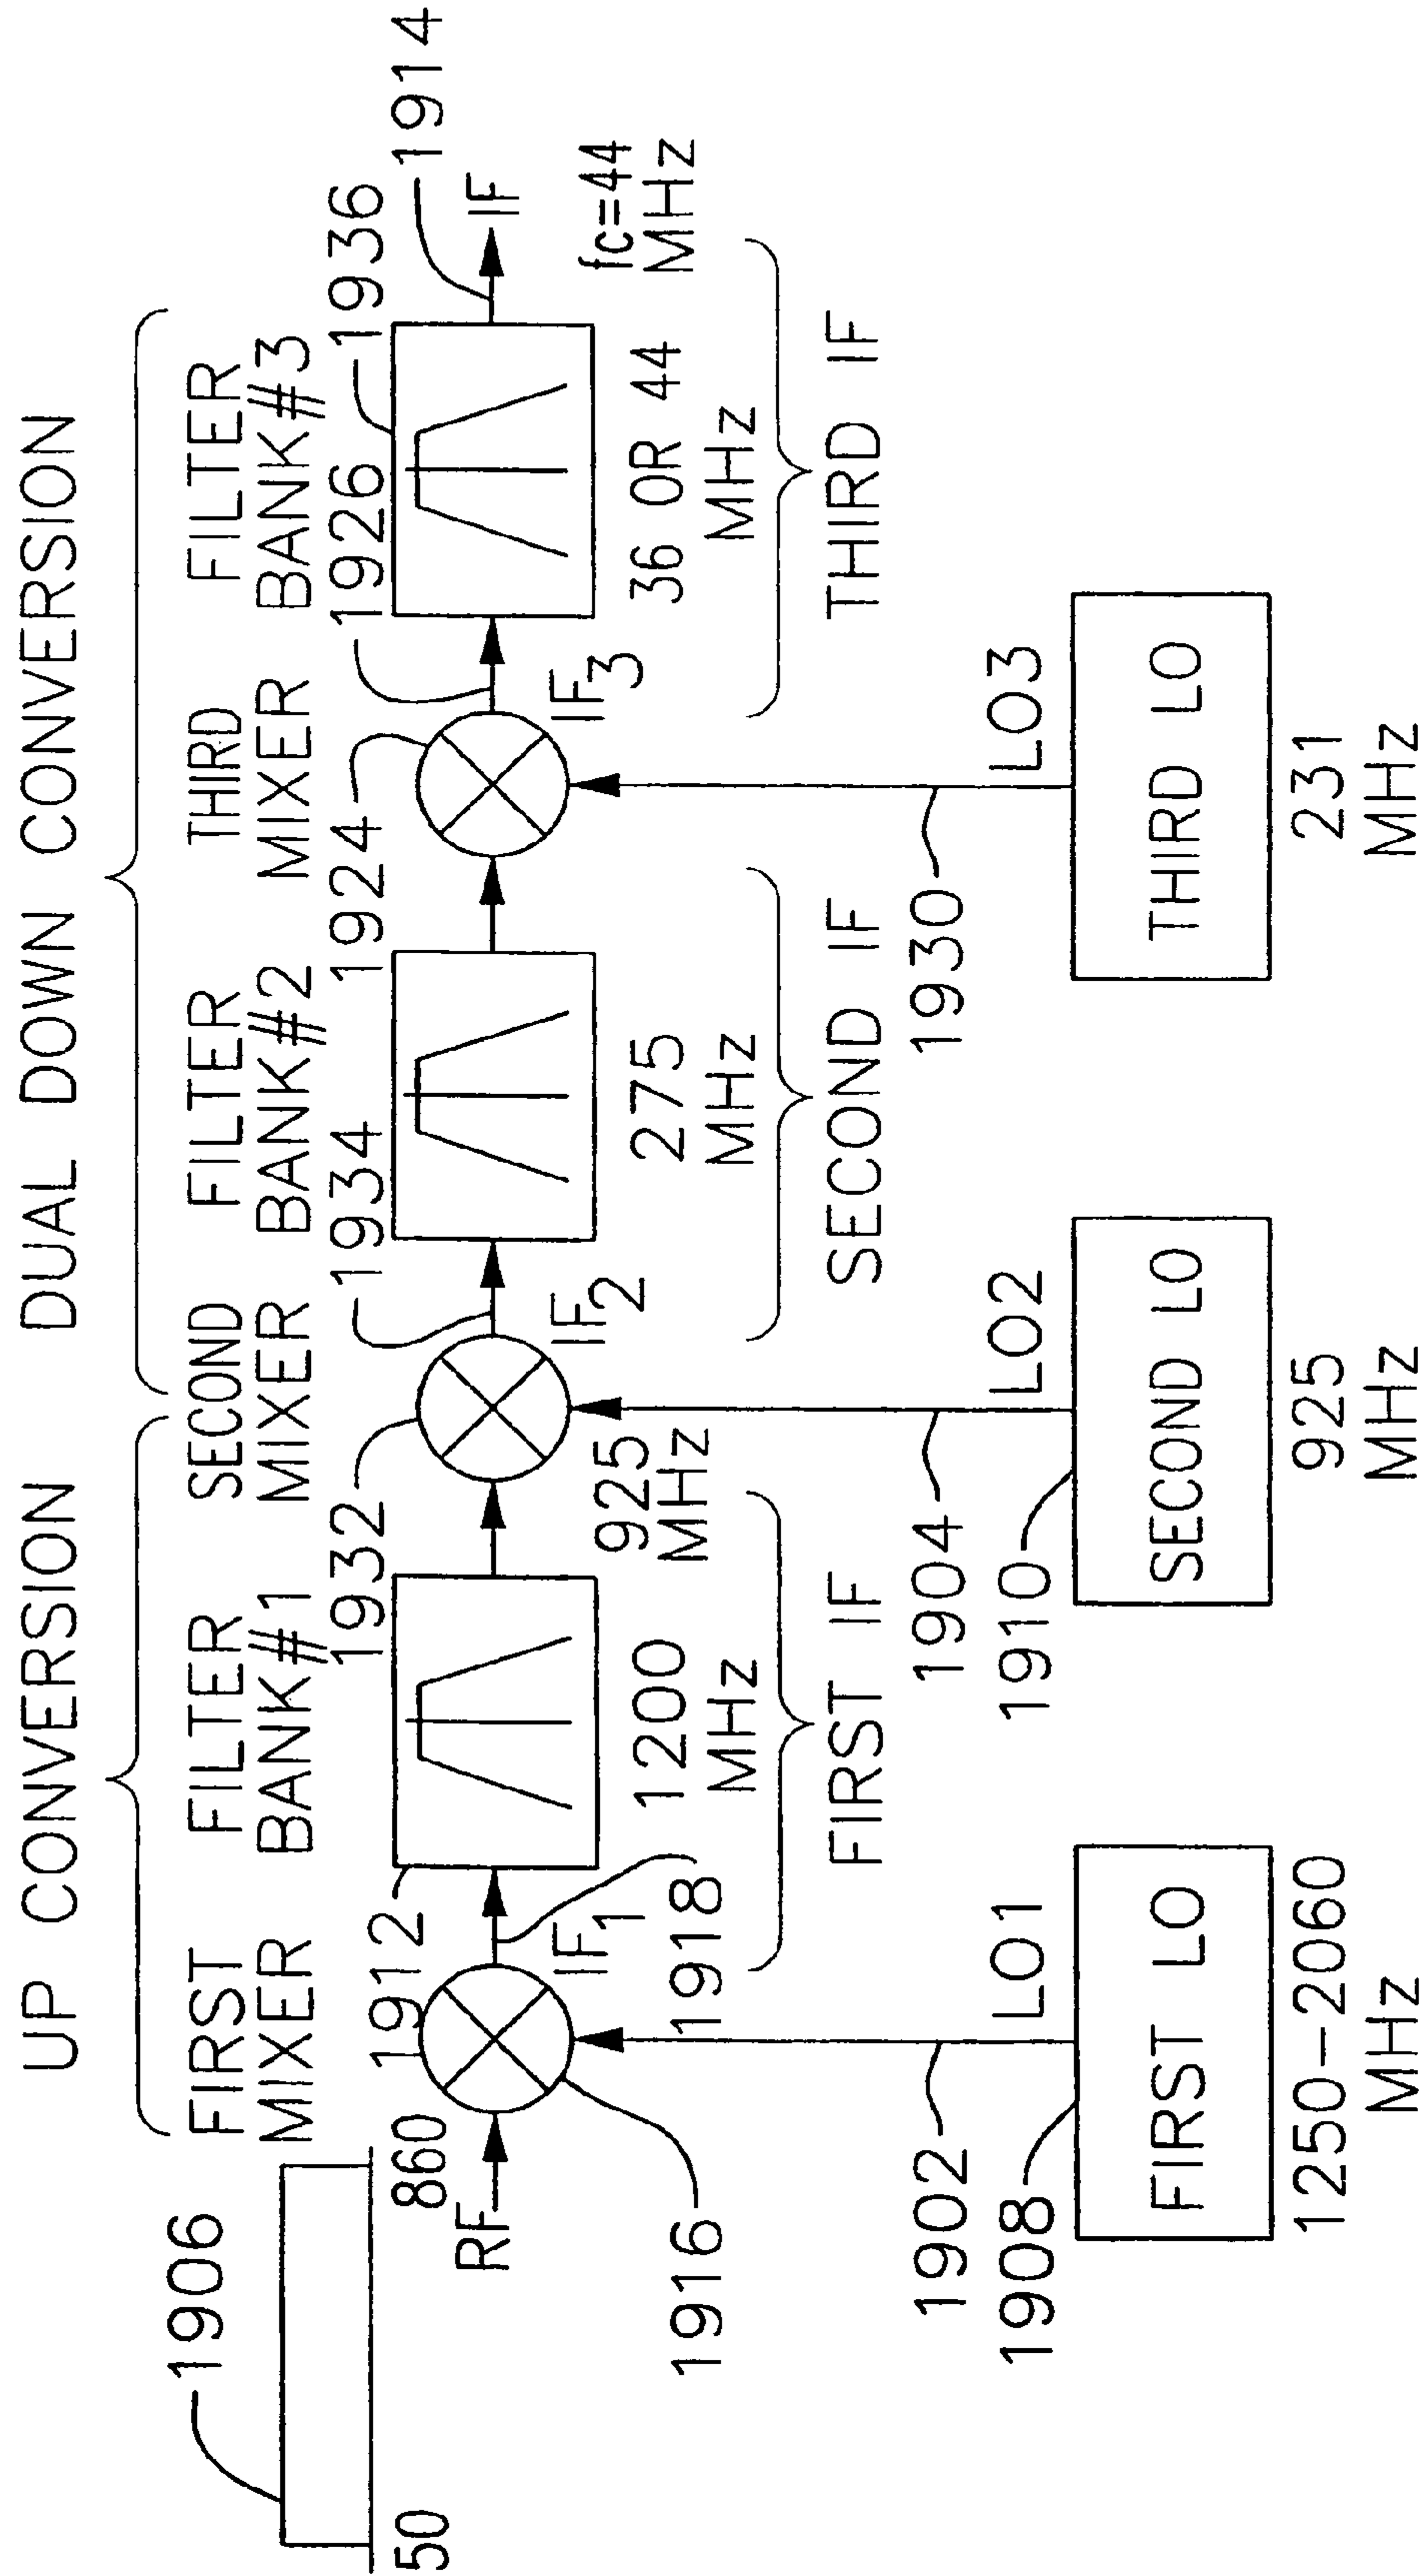 UP CONVERSION
DUAL DOWN CONVERSION
FIRST
MIXER
FILTER
BANK#1
SECOND
MIXER
FILTER
BANK#2
THIRD
MIXER
FILTER
BANK#3
1906
50
860
1912
1932
1934
1924
1926
1936
1914
RF
IF
IF1
1200
MHz
925
MHz
IF2
275
MHz
IF3
36 OR 44
MHz
fc=44
MHz
1916
1918
FIRST IF
SECOND IF
THIRD IF
1902
1904
1930
1908
LO1
1910
LO2
LO3
FIRST LO
SECOND LO
THIRD LO
1250-2060
MHz
925
MHz
231
MHz